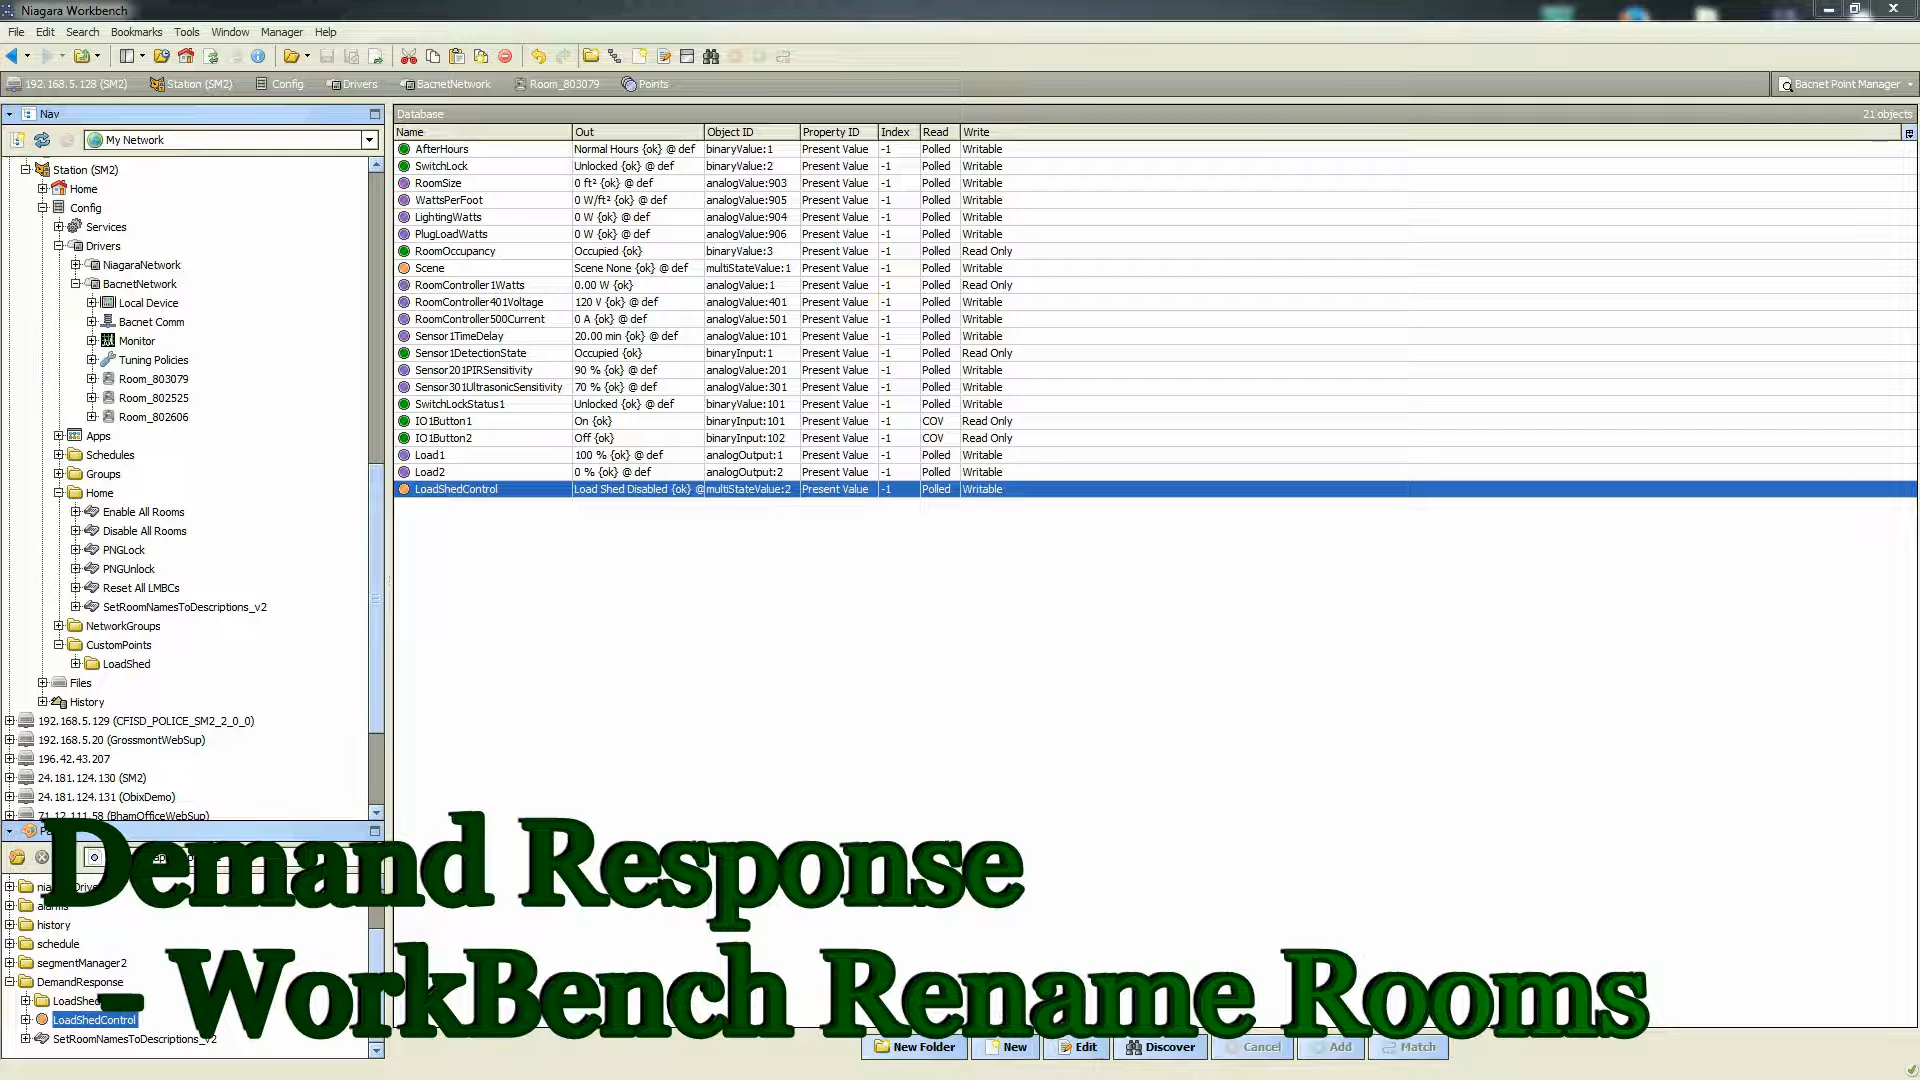 Niagara Workbench
File Edit Search Bookmarks Tools Window Manager Help
192.168.5.128 (SM2) Station (SM2) Config Drivers BacnetNetwork Room_803079 Points Bacnet Point Manager
Nav
My Network
Station (SM2)
Home
Config
Services
Drivers
NiagaraNetwork
BacnetNetwork
Local Device
Bacnet Comm
Monitor
Tuning Policies
Room_803079
Room_802525
Room_802606
Apps
Schedules
Groups
Home
Enable All Rooms
Disable All Rooms
PNGLock
PNGUnlock
Reset All LMBCs
SetRoomNamesToDescriptions_v2
NetworkGroups
CustomPoints
LoadShed
Files
History
192.168.5.129 (CFISD_POLICE_SM2_2_0_0)
192.168.5.20 (GrossmontWebSup)
196.42.43.207
24.181.124.130 (SM2)
24.181.124.131 (ObixDemo)
71.12.111.58 (BhamOfficeWebSup)
Database 21 objects
Name Out Object ID Property ID Index Read Write
AfterHours Normal Hours {ok} @ def binaryValue:1 Present Value -1 Polled Writable
SwitchLock Unlocked {ok} @ def binaryValue:2 Present Value -1 Polled Writable
RoomSize 0 ft² {ok} @ def analogValue:903 Present Value -1 Polled Writable
WattsPerFoot 0 W/ft² {ok} @ def analogValue:905 Present Value -1 Polled Writable
LightingWatts 0 W {ok} @ def analogValue:904 Present Value -1 Polled Writable
PlugLoadWatts 0 W {ok} @ def analogValue:906 Present Value -1 Polled Writable
RoomOccupancy Occupied {ok} binaryValue:3 Present Value -1 Polled Read Only
Scene Scene None {ok} @ def multiStateValue:1 Present Value -1 Polled Writable
RoomController1Watts 0.00 W {ok} analogValue:1 Present Value -1 Polled Read Only
RoomController401Voltage 120 V {ok} @ def analogValue:401 Present Value -1 Polled Writable
RoomController500Current 0 A {ok} @ def analogValue:501 Present Value -1 Polled Writable
Sensor1TimeDelay 20.00 min {ok} @ def analogValue:101 Present Value -1 Polled Writable
Sensor1DetectionState Occupied {ok} binaryInput:1 Present Value -1 Polled Read Only
Sensor201PIRSensitivity 90 % {ok} @ def analogValue:201 Present Value -1 Polled Writable
Sensor301UltrasonicSensitivity 70 % {ok} @ def analogValue:301 Present Value -1 Polled Writable
SwitchLockStatus1 Unlocked {ok} @ def binaryValue:101 Present Value -1 Polled Writable
IO1Button1 On {ok} binaryInput:101 Present Value -1 COV Read Only
IO1Button2 Off {ok} binaryInput:102 Present Value -1 COV Read Only
Load1 100 % {ok} @ def analogOutput:1 Present Value -1 Polled Writable
Load2 0 % {ok} @ def analogOutput:2 Present Value -1 Polled Writable
LoadShedControl Load Shed Disabled {ok} @ multiStateValue:2 Present Value -1 Polled Writable
history
schedule
segmentManager2
DemandResponse
LoadShed
LoadShedControl
SetRoomNamesToDescriptions_v2
Demand Response
- WorkBench Rename Rooms
New Folder New Edit Discover Cancel Add Match